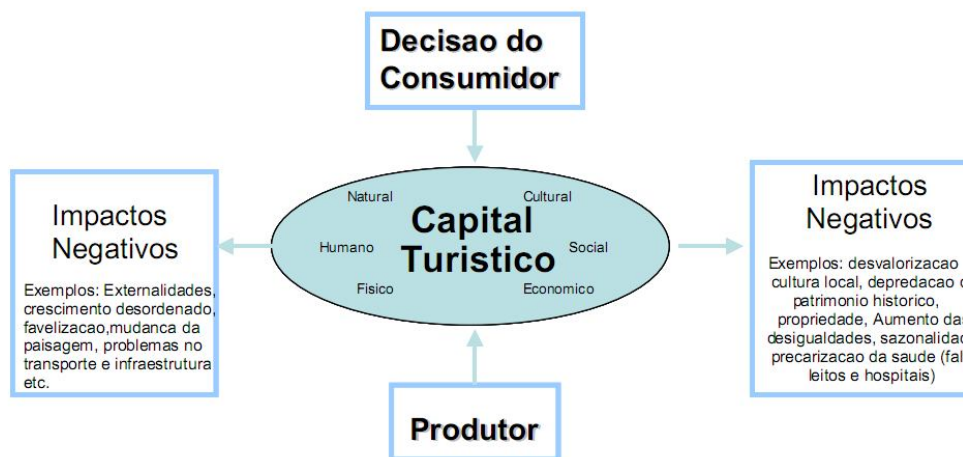 Decisao do
Consumidor
Impactos
Negativos
Exemplos: Externalidades,
crescimento desordenado,
favelizacao,mudanca da
paisagem, problemas no
transporte e infraestrutura
etc.
Natural
Cultural
Capital
Turistico
Humano
Social
Fisico
Economico
Impactos
Negativos
Exemplos: desvalorizacao
cultura local, depredacao
patrimonio historico,
propriedade, Aumento
desigualdades,
precarizacao da saude
leitos e hospitais)
Produtor